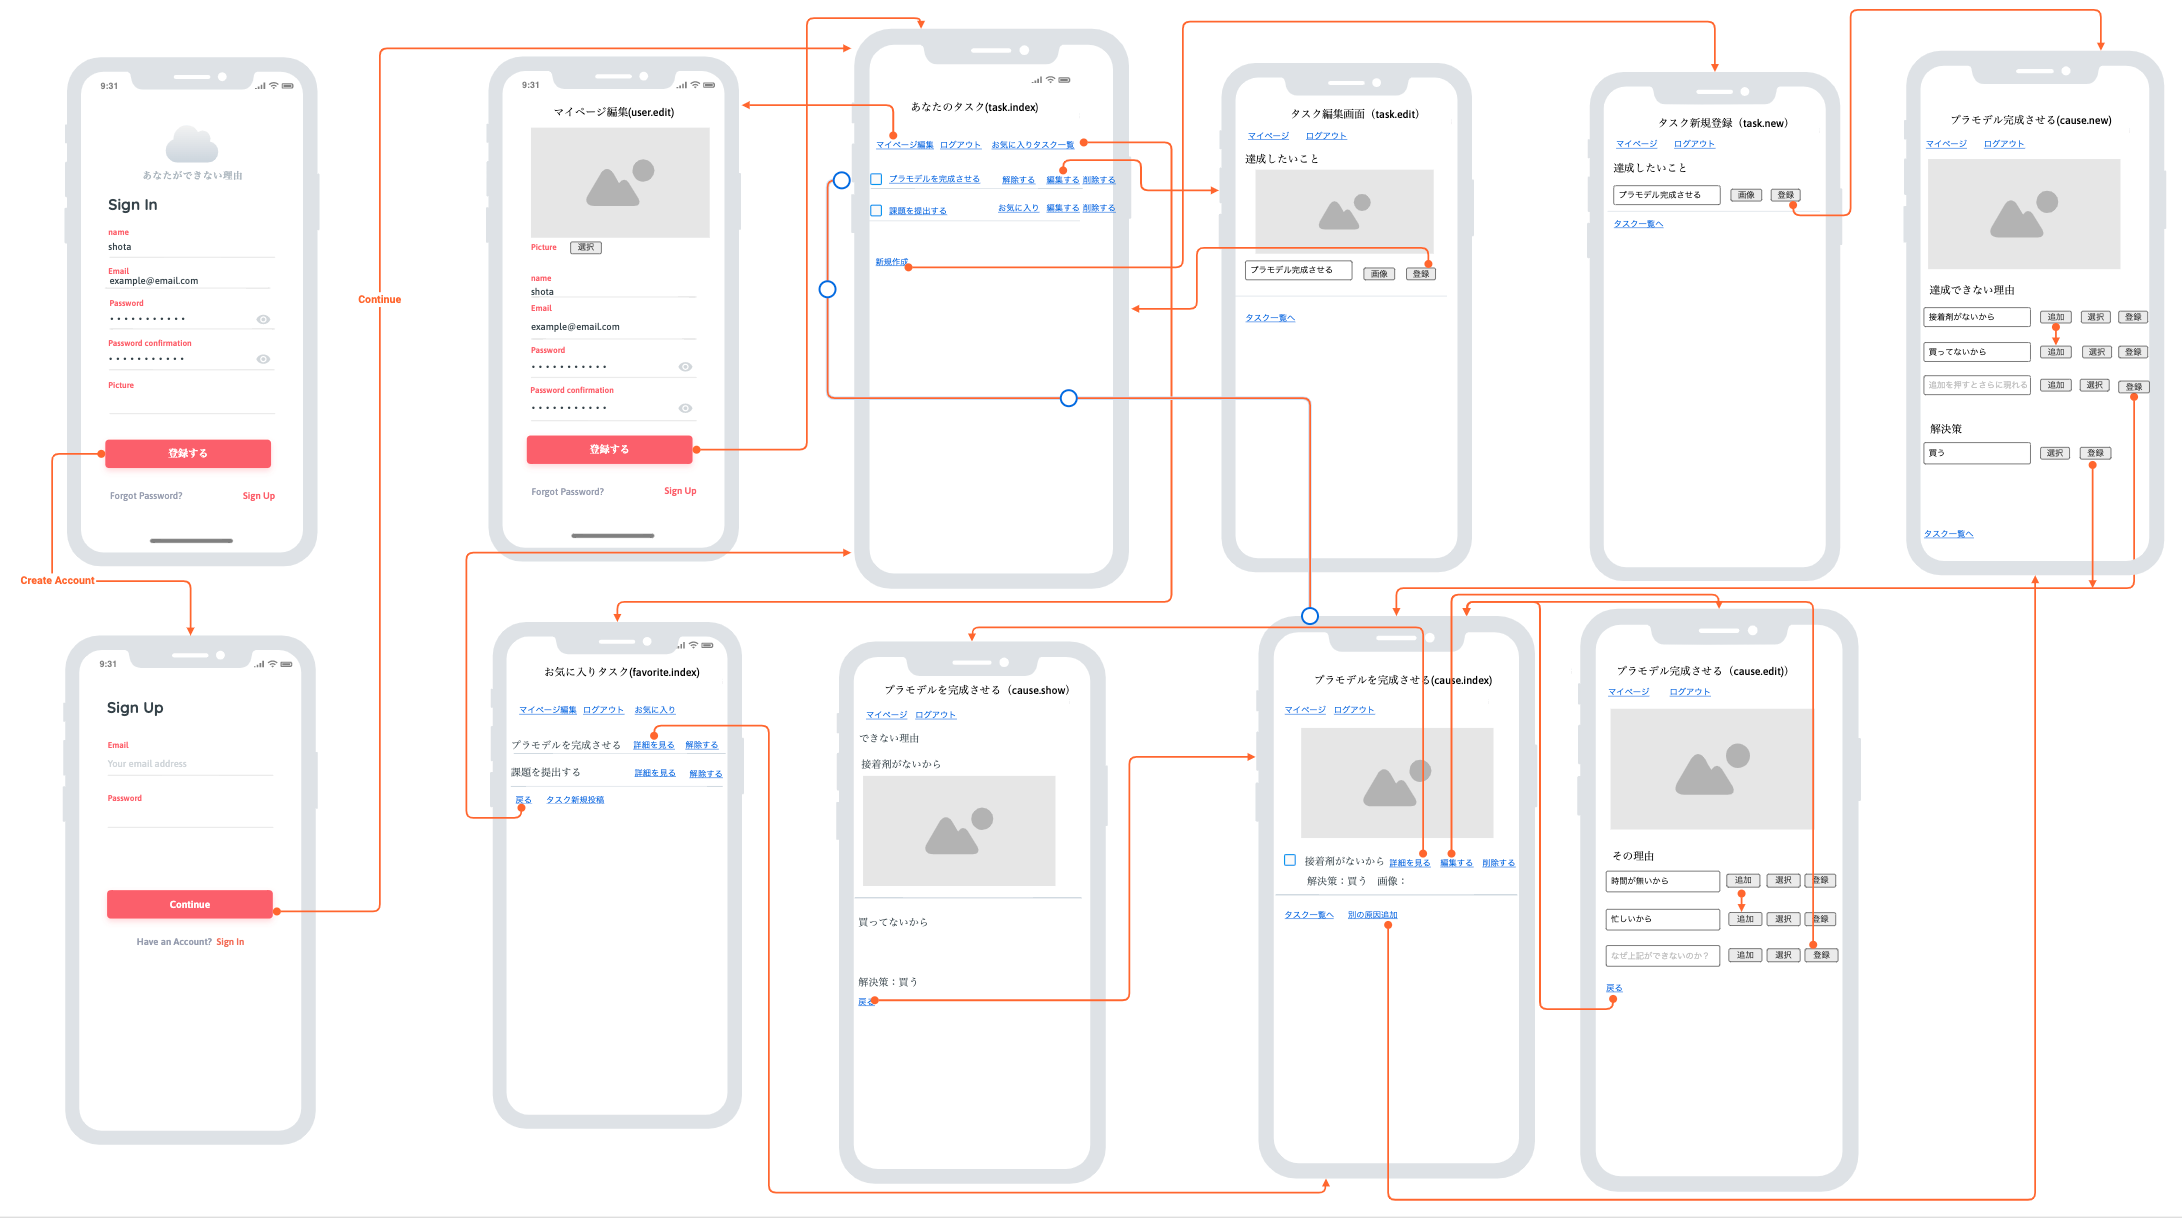 9:31
あなたができない理由
Sign In
name
shota
Email
example@email.com
Password
Password confirmation
Picture
登録する
Forgot Password?
Sign Up
Create Account
9:31
Sign Up
Email
Your email address
Password
Continue
Have an Account? Sign In
Continue
9:31
マイページ編集(user.edit)
Picture
選択
name
shota
Email
example@email.com
Password
Password confirmation
登録する
Forgot Password?
Sign Up
あなたのタスク(task.index)
マイページ編集 ログアウト お気に入りタスク一覧
プラモデルを完成させる 解除する 編集する 削除する
課題を提出する お気に入り 編集する 削除する
新規作成
タスク編集画面（task.edit)
マイページ ログアウト
達成したいこと
プラモデル完成させる 画像 登録
タスク一覧へ
タスク新規登録（task.new）
マイページ ログアウト
達成したいこと
プラモデル完成させる 画像 登録
タスク一覧へ
プラモデル完成させる(cause.new)
マイページ ログアウト
達成できない理由
接着剤がないから 追加 選択 登録
買ってないから 追加 選択 登録
追加を押すとさらに現れる 追加 選択 登録
解決策
買う 選択 登録
タスク一覧へ
お気に入りタスク(favorite.index)
マイページ編集 ログアウト お気に入り
プラモデルを完成させる 詳細を見る 解除する
課題を提出する 詳細を見る 解除する
戻る タスク新規投稿
プラモデルを完成させる（cause.show）
マイページ ログアウト
できない理由
接着剤がないから
買ってないから
解決策：買う
戻る
プラモデルを完成させる(cause.index)
マイページ ログアウト
接着剤がないから 詳細を見る 編集する 削除する
解決策：買う 画像：
タスク一覧へ 別の原因追加
プラモデル完成させる（cause.edit)）
マイページ ログアウト
その理由
時間が無いから 追加 選択 登録
忙しいから 追加 選択 登録
なぜ上記ができないのか？ 追加 選択 登録
戻る